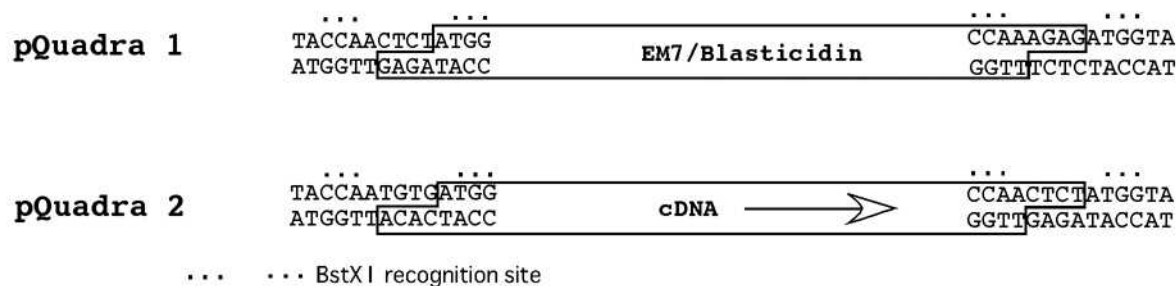 ... ... ... ...
pQuadra 1 TACCAACTCTATGG EM7/Blasticidin CCAAAGAGATGGTA
ATGGTTGAGATACC GGTTTCTCTACCAT
... ... ... ...
pQuadra 2 TACCAATGTGATGG cDNA CCAACTCTATGGTA
ATGGTTACACTACC GGTTGAGATACCAT
... ... BstX I recognition site